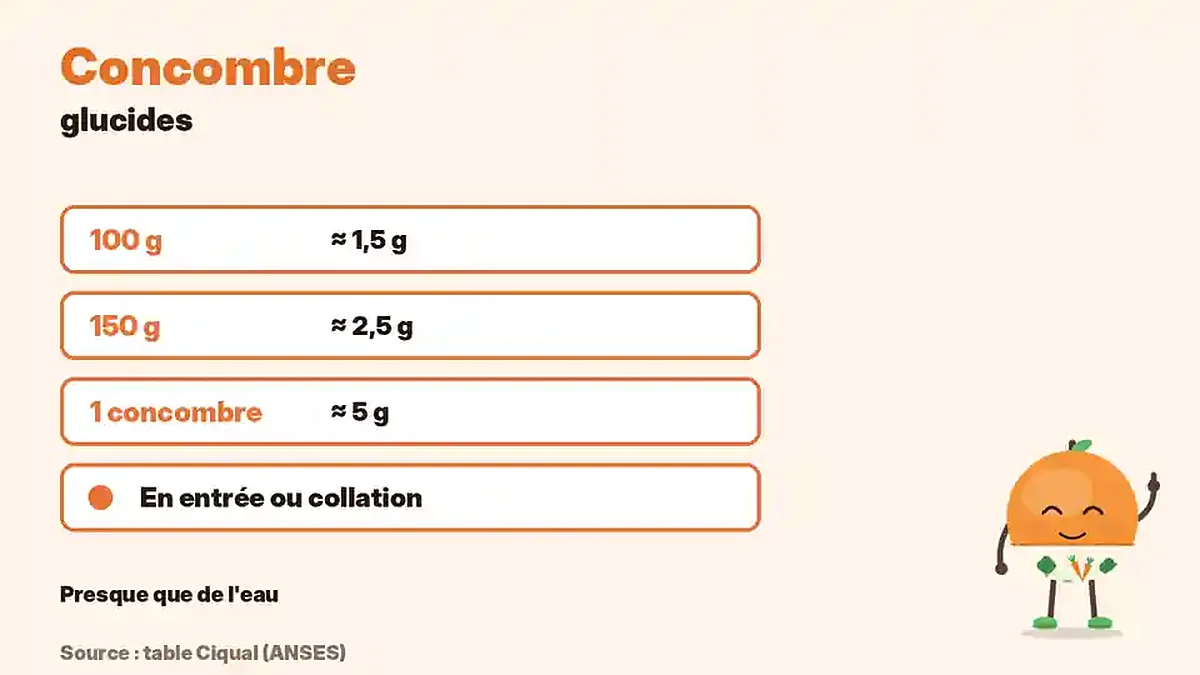 Concombre
glucides
100 g ≈ 1,5 g
150 g ≈ 2,5 g
1 concombre ≈ 5 g
En entrée ou collation
Presque que de l'eau
Source : table Ciqual (ANSES)